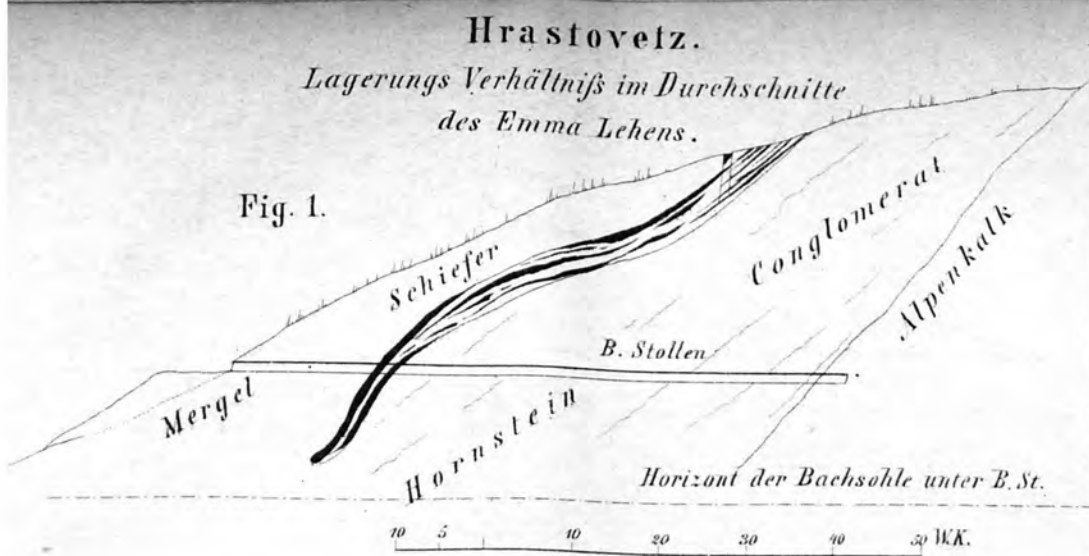 Hrastovetz.
Lagerungs Verhältniſs im Durchschnitte
des Emma Lehens.
Fig. 1.
Schiefer
Conglomerat
Alpenkalk
B. Stollen
Mergel
Hornstein
Horizont der Bachsohle unter B. St.
10 5 10 20 30 40 50 W.K.